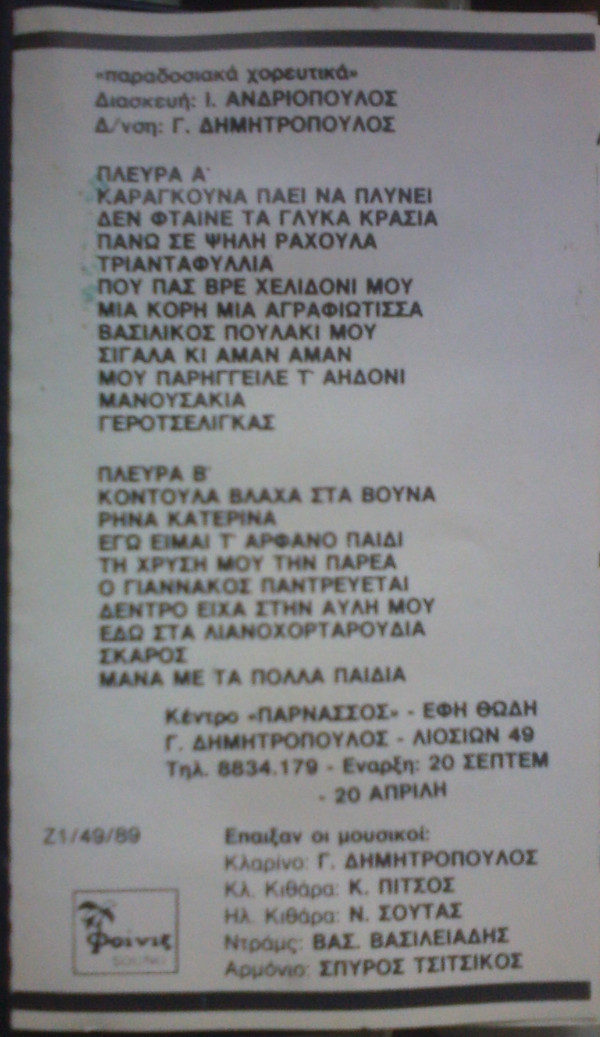 «παραδοσιακά χορευτικά»
Διασκευή: Ι. ΑΝΔΡΙΟΠΟΥΛΟΣ
Δ/νση: Γ. ΔΗΜΗΤΡΟΠΟΥΛΟΣ
ΠΛΕΥΡΑ Α'
ΚΑΡΑΓΚΟΥΝΑ ΠΑΕΙ ΝΑ ΠΛΥΝΕΙ
ΔΕΝ ΦΤΑΙΝΕ ΤΑ ΓΛΥΚΑ ΚΡΑΣΙΑ
ΠΑΝΩ ΣΕ ΨΗΛΗ ΡΑΧΟΥΛΑ
ΤΡΙΑΝΤΑΦΥΛΛΙΑ
ΠΟΥ ΠΑΣ ΒΡΕ ΧΕΛΙΔΟΝΙ ΜΟΥ
ΜΙΑ ΚΟΡΗ ΜΙΑ ΑΓΡΑΦΙΩΤΙΣΣΑ
ΒΑΣΙΛΙΚΟΣ ΠΟΥΛΑΚΙ ΜΟΥ
ΣΙΓΑΛΑ ΚΙ ΑΜΑΝ ΑΜΑΝ
ΜΟΥ ΠΑΡΗΓΓΕΙΛΕ Τ' ΑΗΔΟΝΙ
ΜΑΝΟΥΣΑΚΙΑ
ΓΕΡΟΤΣΕΛΙΓΚΑΣ
ΠΛΕΥΡΑ Β'
ΚΟΝΤΟΥΛΑ ΒΛΑΧΑ ΣΤΑ ΒΟΥΝΑ
ΡΗΝΑ ΚΑΤΕΡΙΝΑ
ΕΓΩ ΕΙΜΑΙ Τ' ΑΡΦΑΝΟ ΠΑΙΔΙ
ΤΗ ΧΡΥΣΗ ΜΟΥ ΤΗΝ ΠΑΡΕΑ
Ο ΓΙΑΝΝΑΚΟΣ ΠΑΝΤΡΕΥΕΤΑΙ
ΔΕΝΤΡΟ ΕΙΧΑ ΣΤΗΝ ΑΥΛΗ ΜΟΥ
ΕΔΩ ΣΤΑ ΛΙΑΝΟΧΟΡΤΑΡΟΥΔΙΑ
ΣΚΑΡΟΣ
ΜΑΝΑ ΜΕ ΤΑ ΠΟΛΛΑ ΠΑΙΔΙΑ
Κέντρο «ΠΑΡΝΑΣΣΟΣ» - ΕΦΗ ΘΩΔΗ
Γ. ΔΗΜΗΤΡΟΠΟΥΛΟΣ - ΛΙΟΣΙΩΝ 49
Τηλ. 8834.179 - Εναρξη: 20 ΣΕΠΤΕΜ
- 20 ΑΠΡΙΛΗ
Ζ1/49/89
Επαιξαν οι μουσικοί:
Κλαρίνο: Γ. ΔΗΜΗΤΡΟΠΟΥΛΟΣ
Κλ. Κιθάρα: Κ. ΠΙΤΣΟΣ
Ηλ. Κιθάρα: Ν. ΣΟΥΤΑΣ
Ντράμς: ΒΑΣ. ΒΑΣΙΛΕΙΑΔΗΣ
Αρμόνιο: ΣΠΥΡΟΣ ΤΣΙΤΣΙΚΟΣ
Φοίνιξ
SOUND